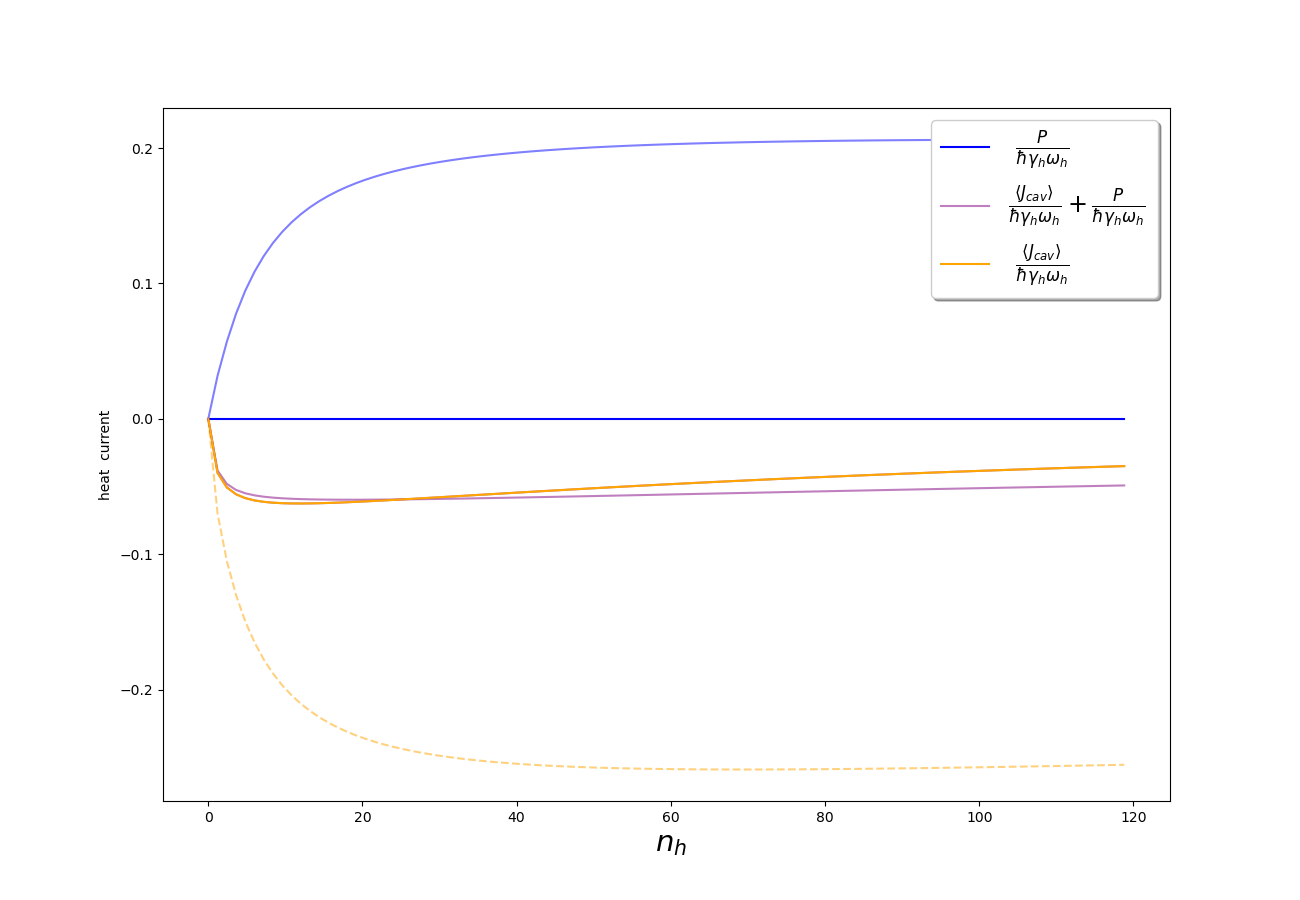 0.2
0.1
0.0
−0.1
−0.2
heat current
0 20 40 60 80 100 120
n_h
P / ħγ_hω_h
⟨J_cav⟩ / ħγ_hω_h + P / ħγ_hω_h
⟨J_cav⟩ / ħγ_hω_h